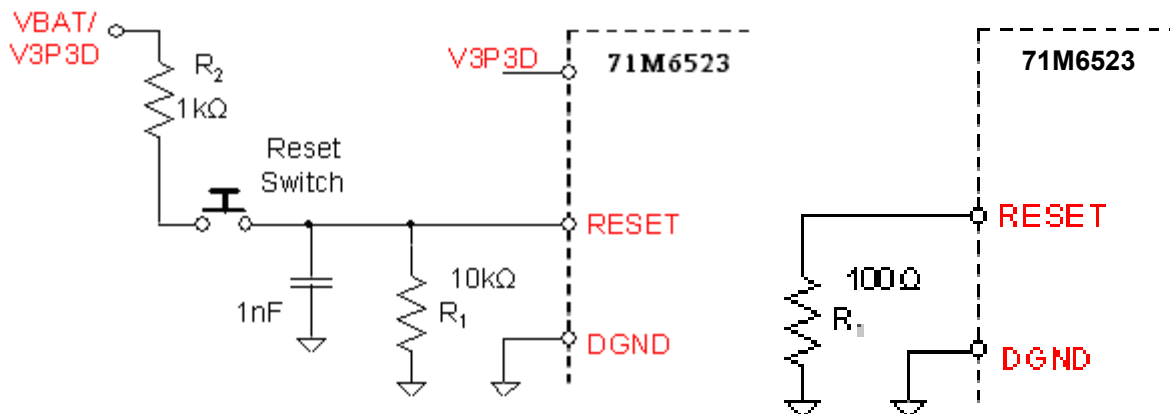 VBAT/
V3P3D
R2
1kΩ
Reset
Switch
V3P3D
71M6523
RESET
1nF
10kΩ
R1
DGND
71M6523
RESET
100Ω
R1
DGND